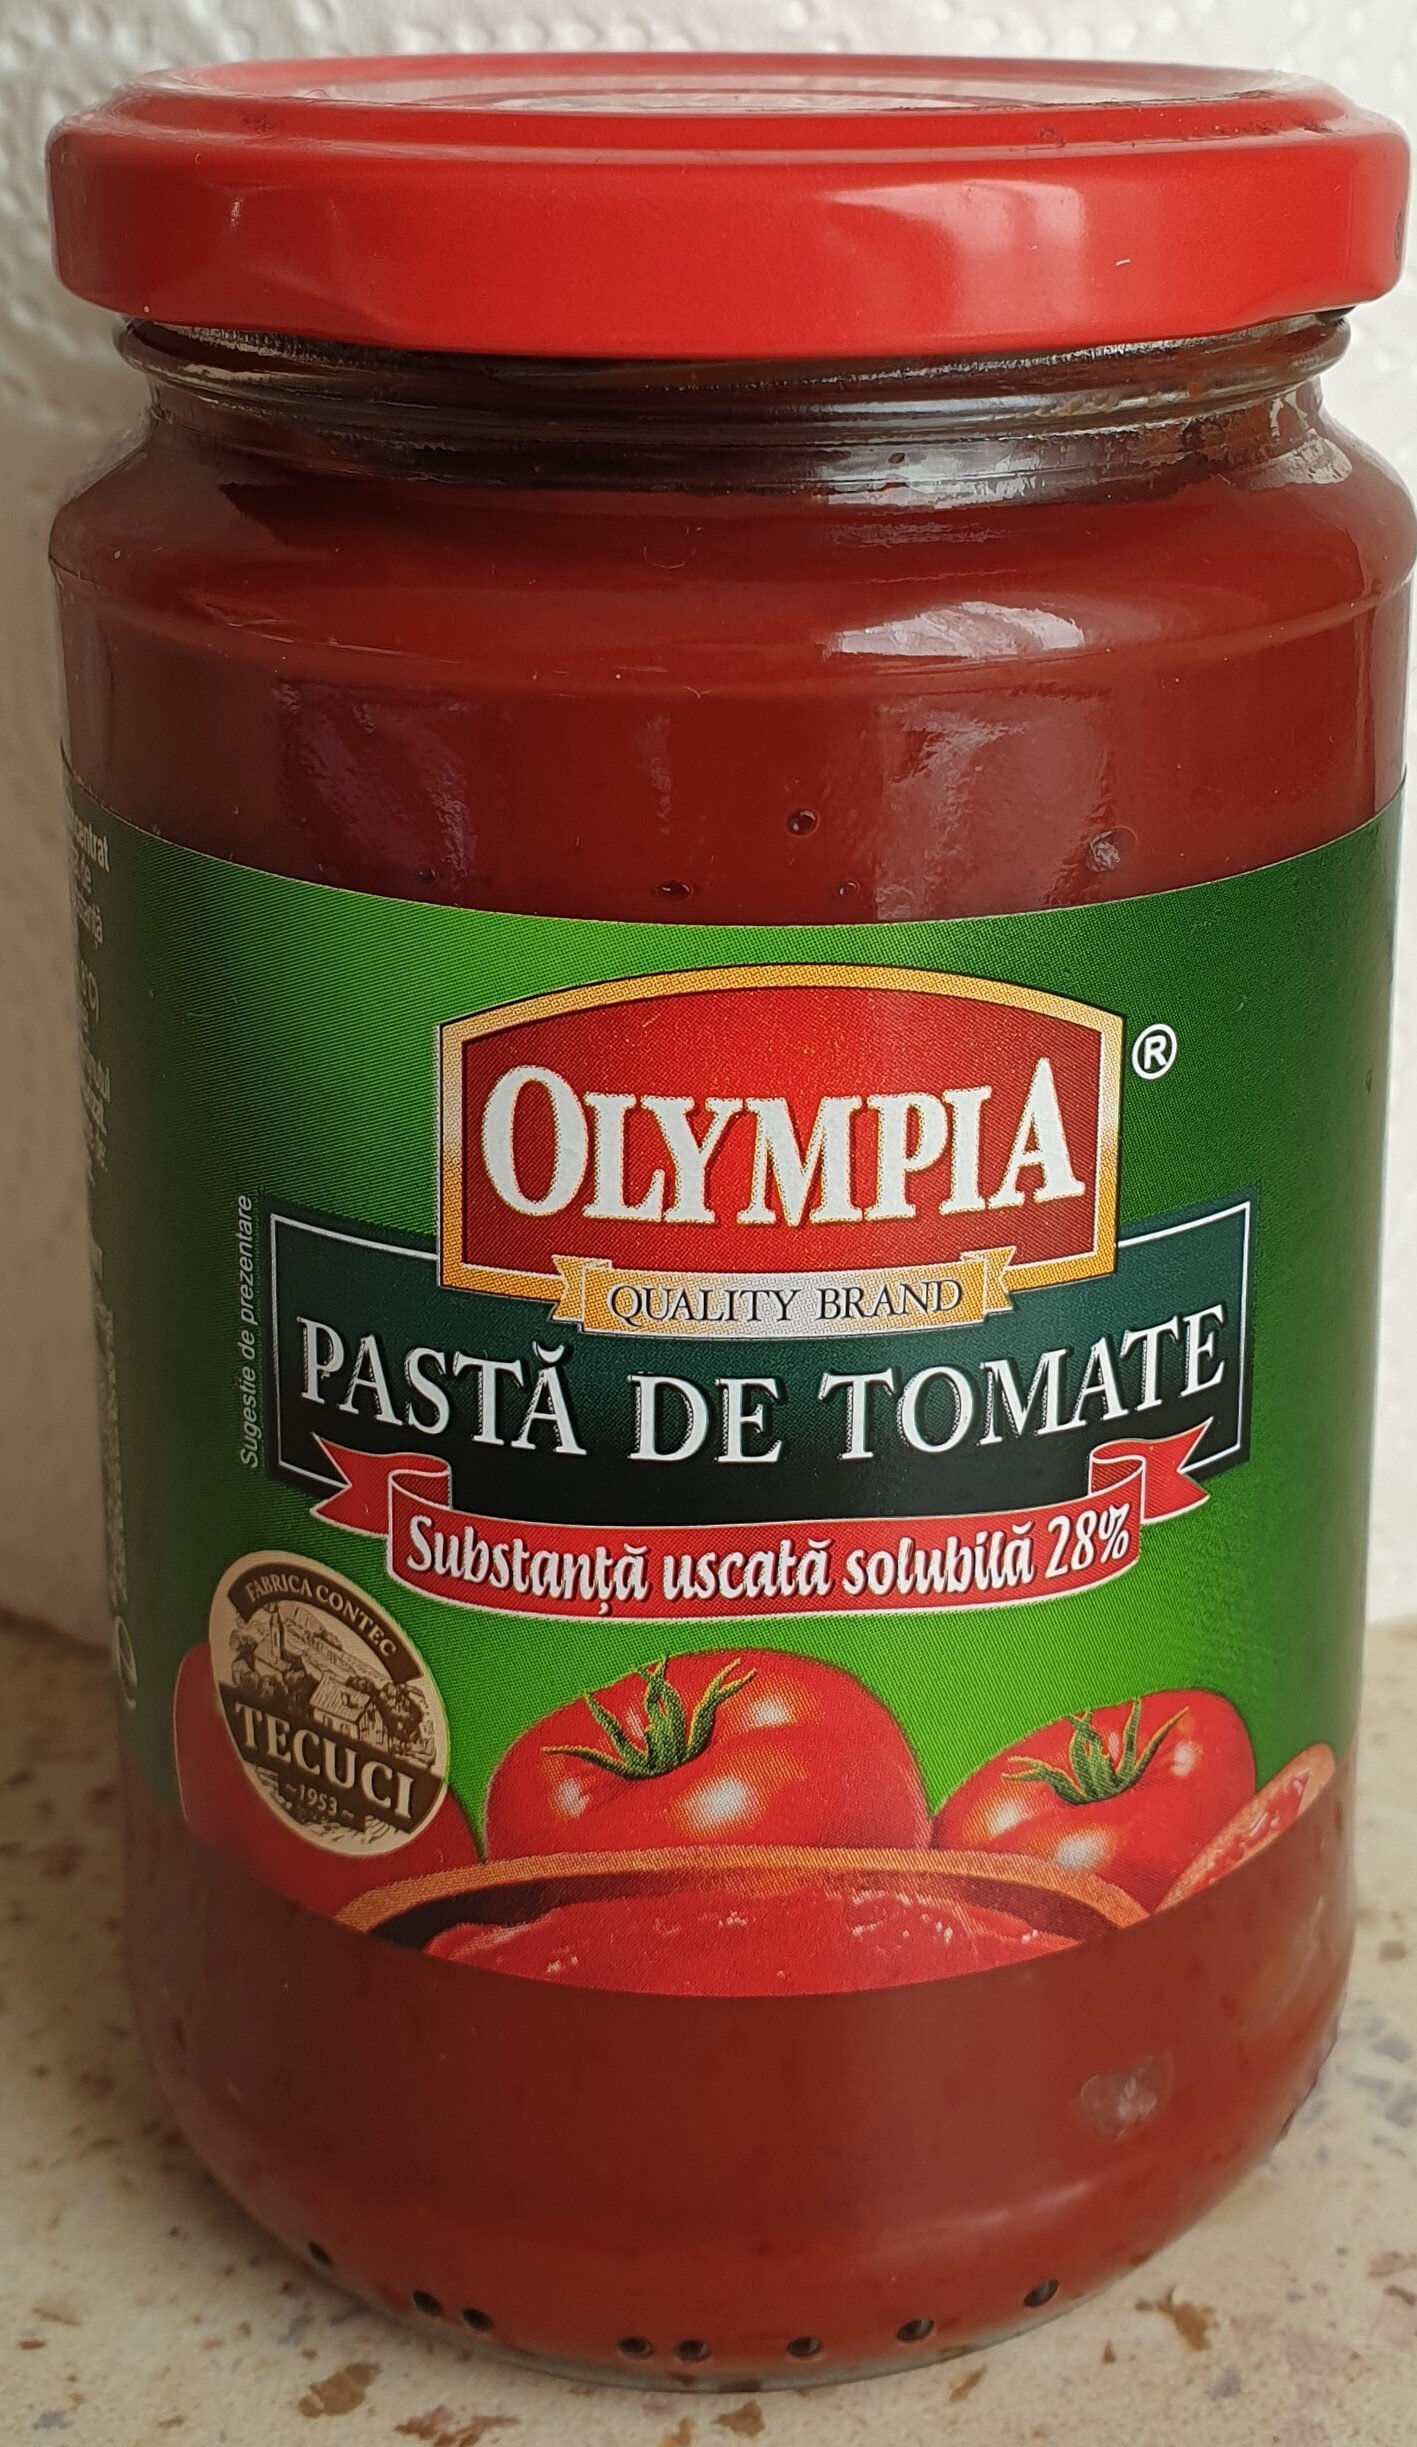 OLYMPIA ®
QUALITY BRAND
PASTĂ DE TOMATE
Substanță uscată solubilă 28%
Sugestie de prezentare
FABRICA CONTEC
TECUCI
~1953~